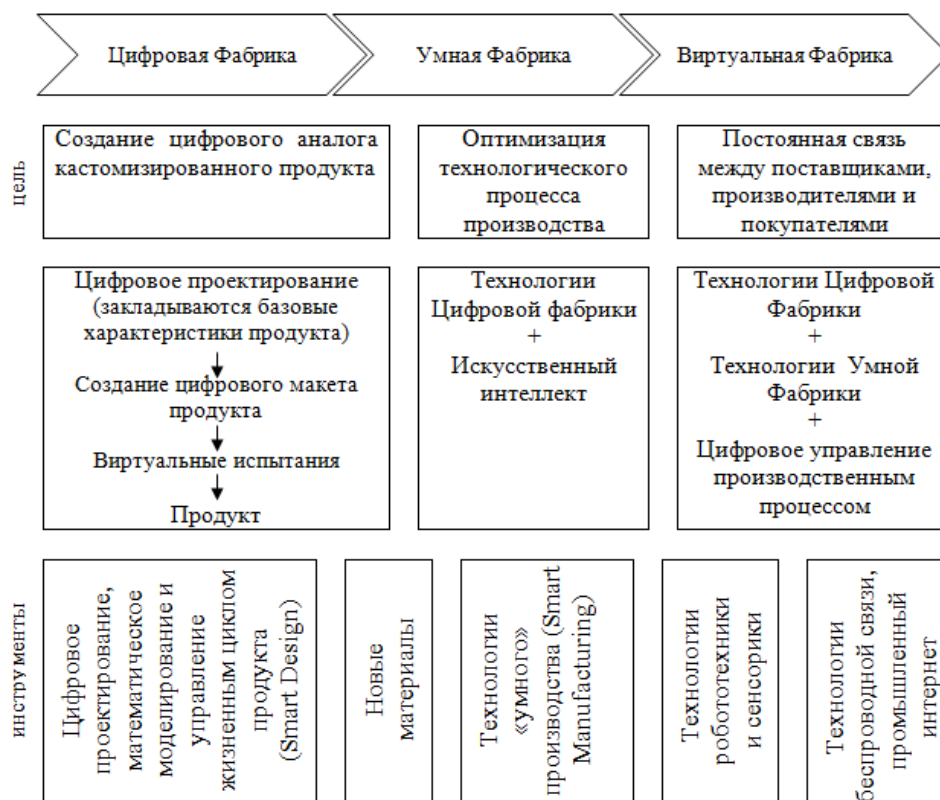 Цифровая Фабрика
Умная Фабрика
Виртуальная Фабрика
цель
Создание цифрового аналога
кастомизированного продукта
Оптимизация
технологического
процесса
производства
Постоянная связь
между поставщиками,
производителями и
покупателями
Цифровое проектирование
(закладываются базовые
характеристики продукта)
Создание цифрового макета
продукта
Виртуальные испытания
Продукт
Технологии
Цифровой фабрики
+
Искусственный
интеллект
Технологии Цифровой
Фабрики
+
Технологии Умной
Фабрики
+
Цифровое управление
производственным
процессом
инструменты
Цифровое
проектирование,
математическое
моделирование и
управление
жизненным циклом
продукта
(Smart Design)
Новые
материалы
Технологии
«умного»
производства (Smart
Manufacturing)
Технологии
робототехники
и сенсорики
Технологии
беспроводной связи,
промышленный
интернет